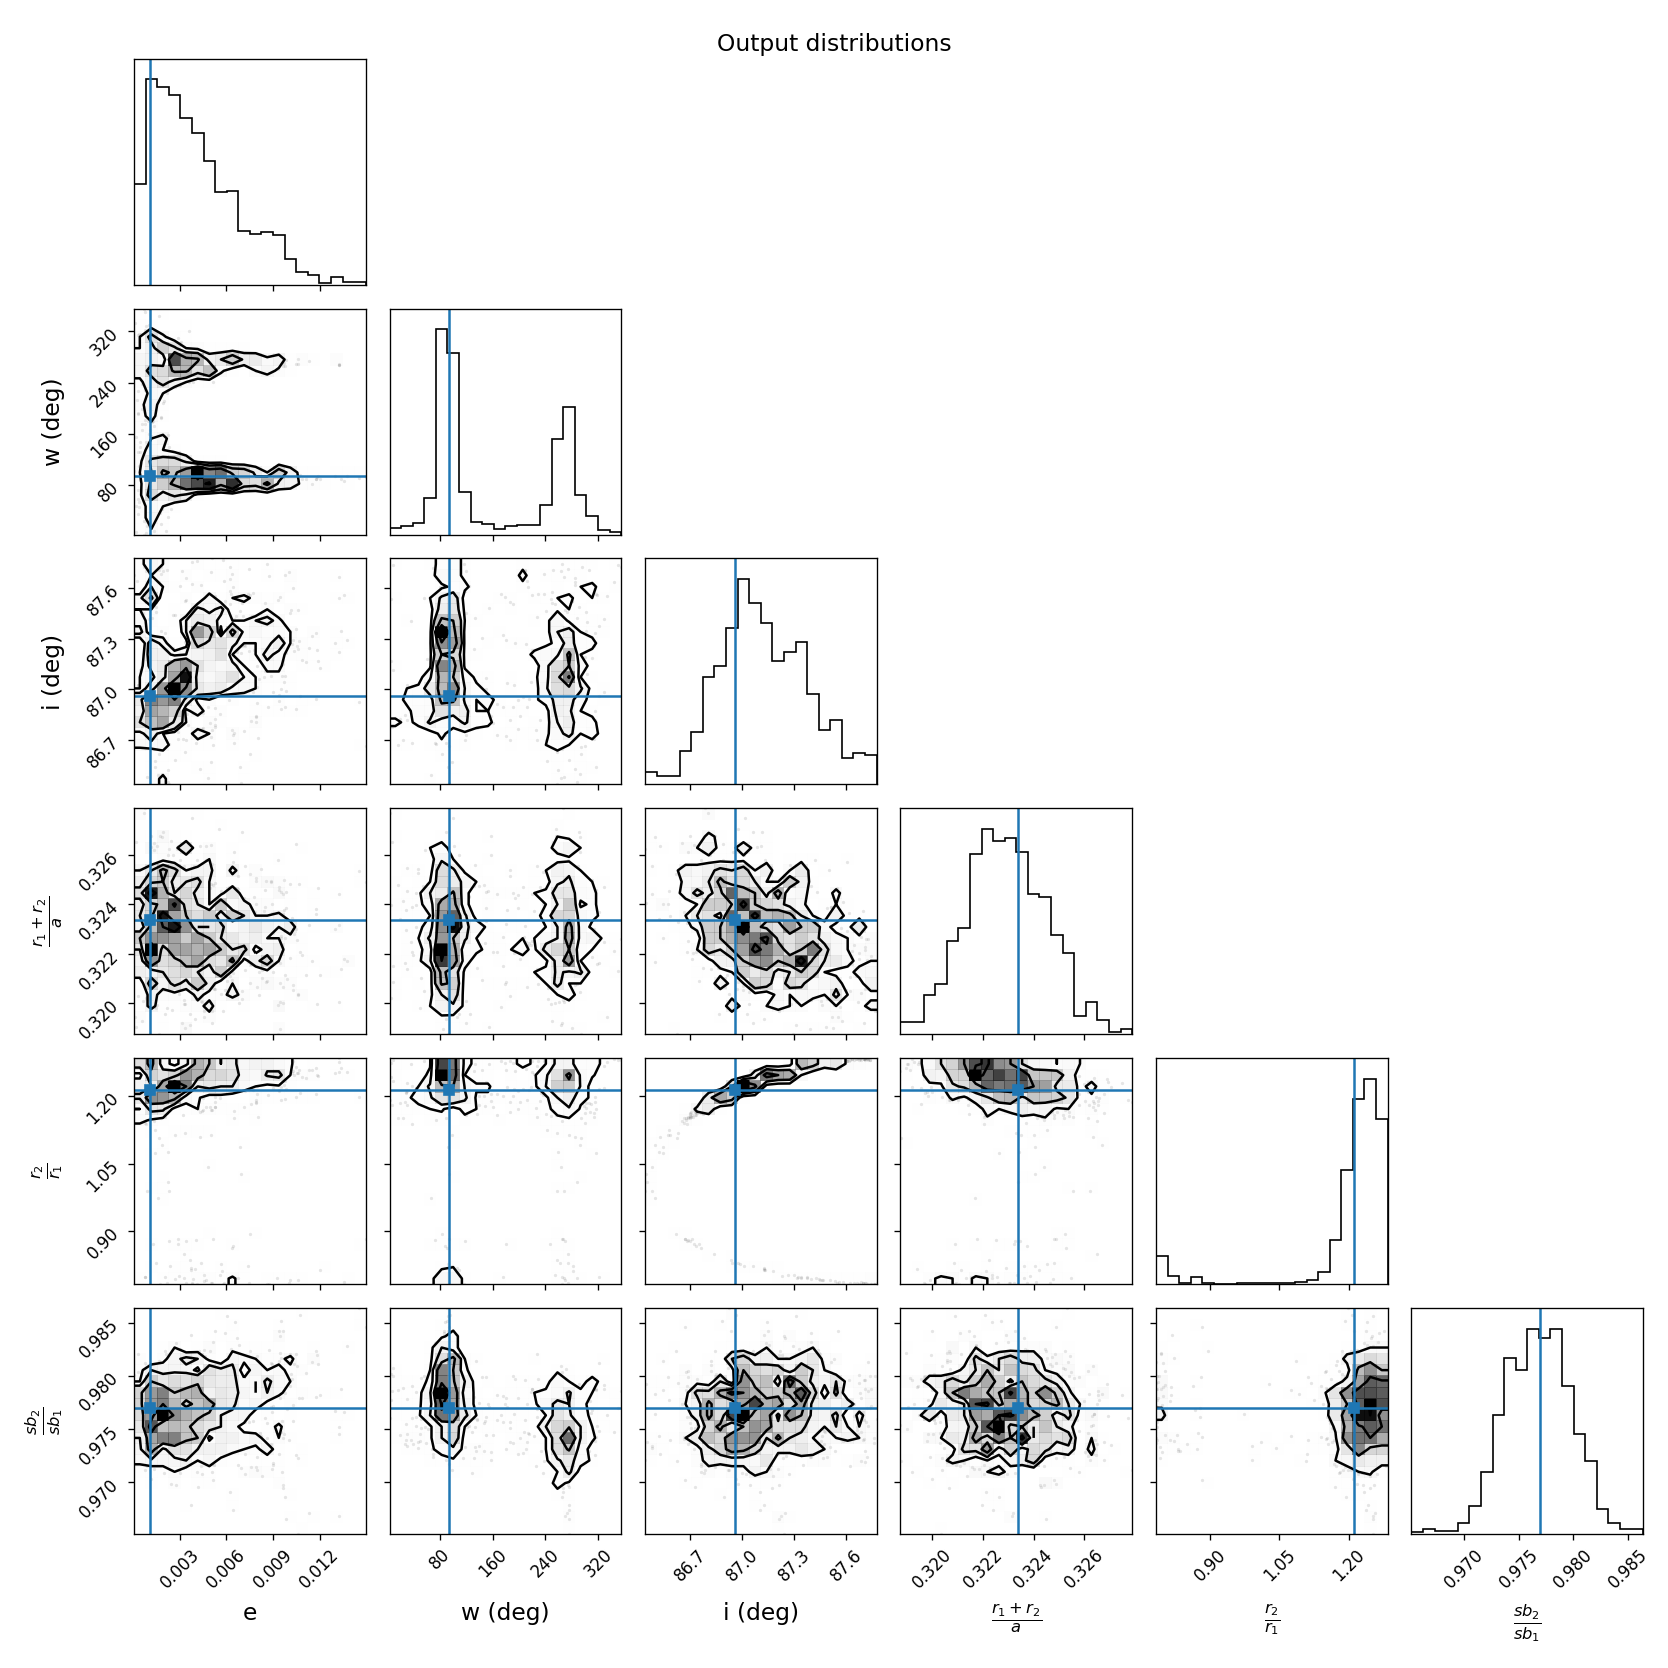 Output distributions
320
240
160
80
w (deg)
87.6
87.3
87.0
86.7
i (deg)
0.326
0.324
0.322
0.320
r₁ + r₂
a
1.20
1.05
0.90
r₂
r₁
0.985
0.980
0.975
0.970
sb₂
sb₁
0.003 0.006 0.009 0.012 80 160 240 320 86.7 87.0 87.3 87.6 0.320 0.322 0.324 0.326 0.90 1.05 1.20 0.970 0.975 0.980 0.985
e w (deg) i (deg) r₁ + r₂ / a r₂ / r₁ sb₂ / sb₁